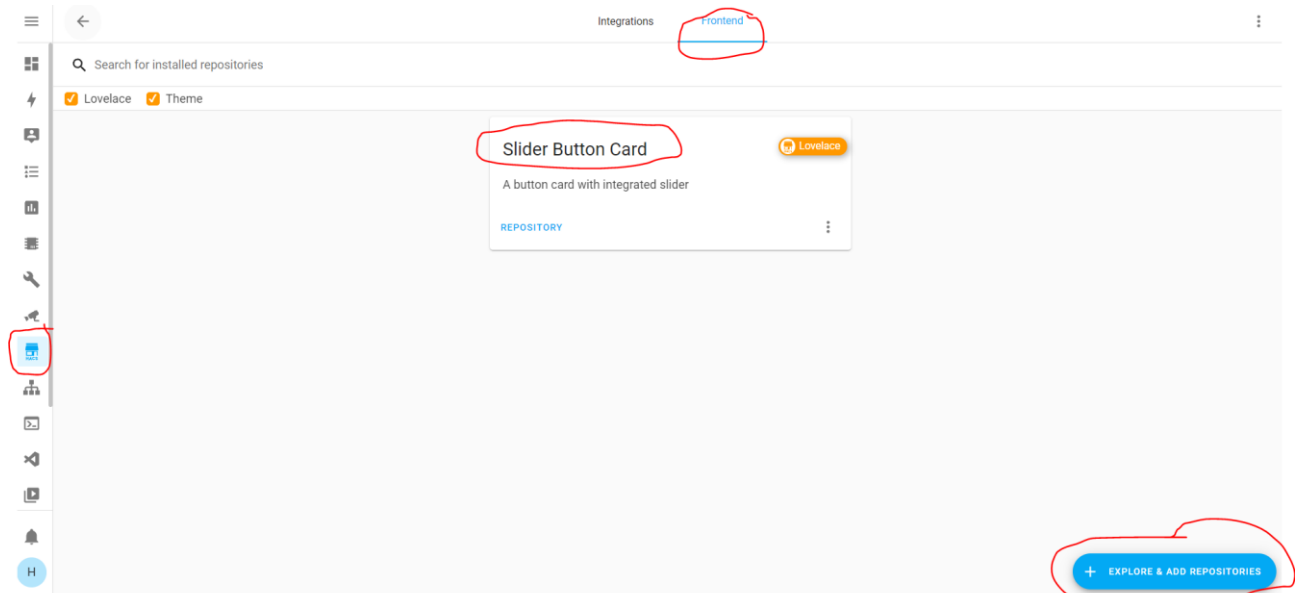 Integrations
Frontend
Search for installed repositories
Lovelace
Theme
Slider Button Card
Lovelace
A button card with integrated slider
REPOSITORY
HACS
H
+ EXPLORE & ADD REPOSITORIES